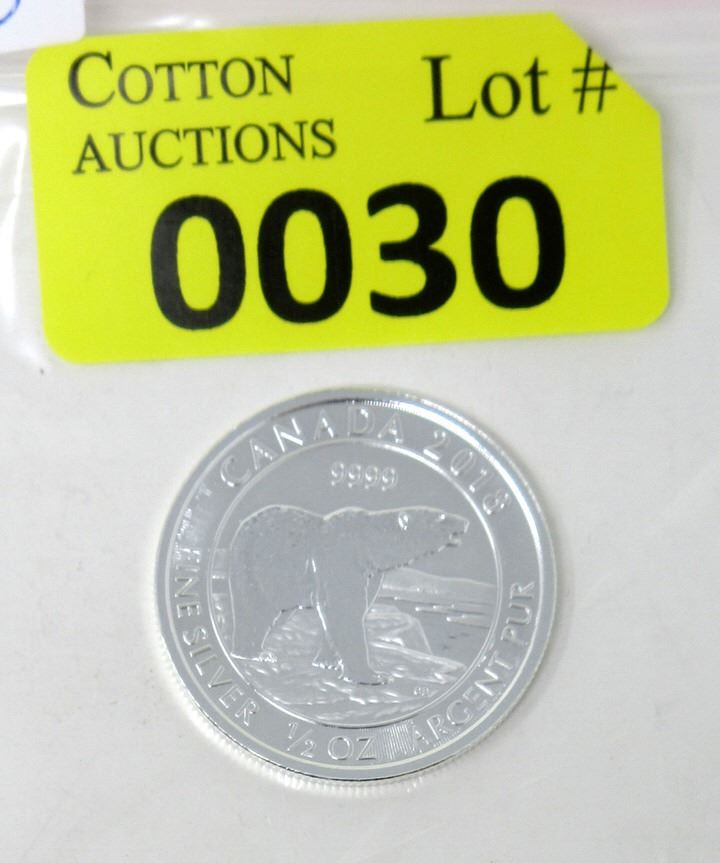 COTTON
AUCTIONS
Lot #
0030
CANADA 2018
9999
FINE SILVER 1/2 OZ ARGENT PUR